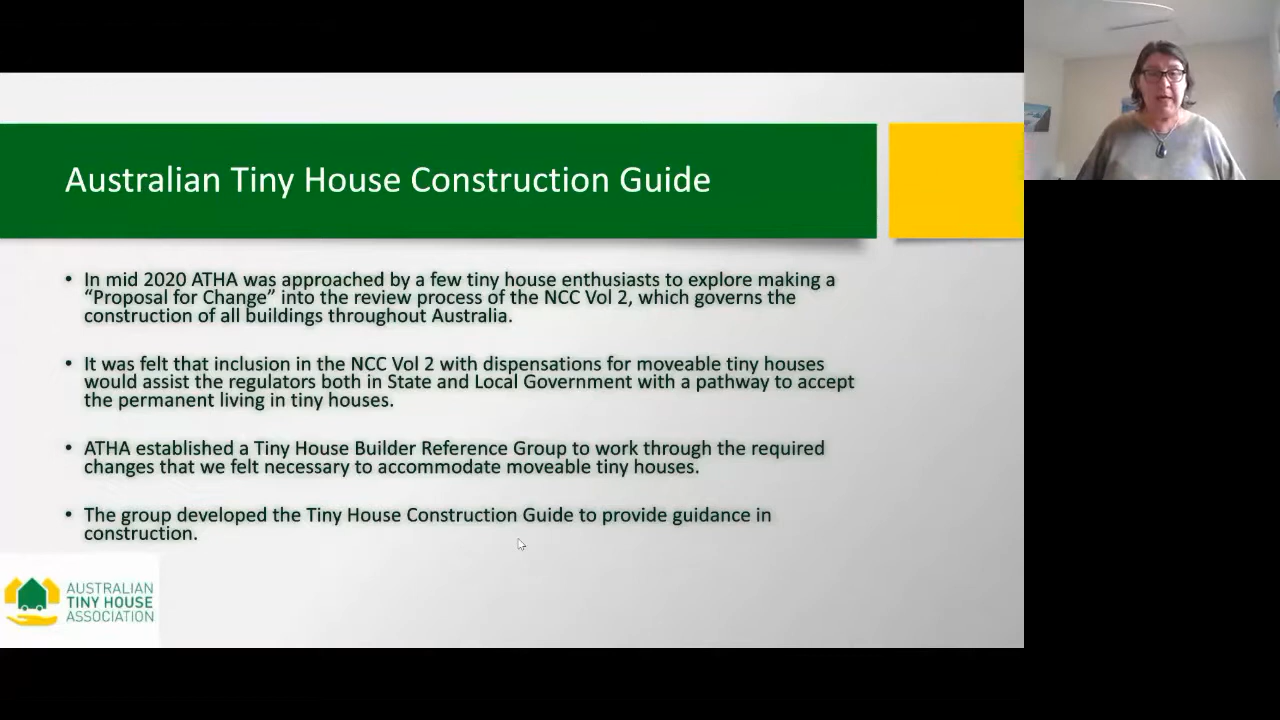 Australian Tiny House Construction Guide
• In mid 2020 ATHA was approached by a few tiny house enthusiasts to explore making a
“Proposal for Change” into the review process of the NCC Vol 2, which governs the
construction of all buildings throughout Australia.
• It was felt that inclusion in the NCC Vol 2 with dispensations for moveable tiny houses
would assist the regulators both in State and Local Government with a pathway to accept
the permanent living in tiny houses.
• ATHA established a Tiny House Builder Reference Group to work through the required
changes that we felt necessary to accommodate moveable tiny houses.
• The group developed the Tiny House Construction Guide to provide guidance in
construction.
AUSTRALIAN
TINY HOUSE
ASSOCIATION